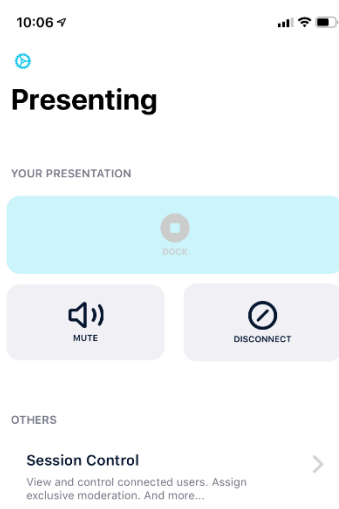 10:06
Presenting
YOUR PRESENTATION
DOCK
MUTE
DISCONNECT
OTHERS
Session Control
View and control connected users. Assign
exclusive moderation. And more...